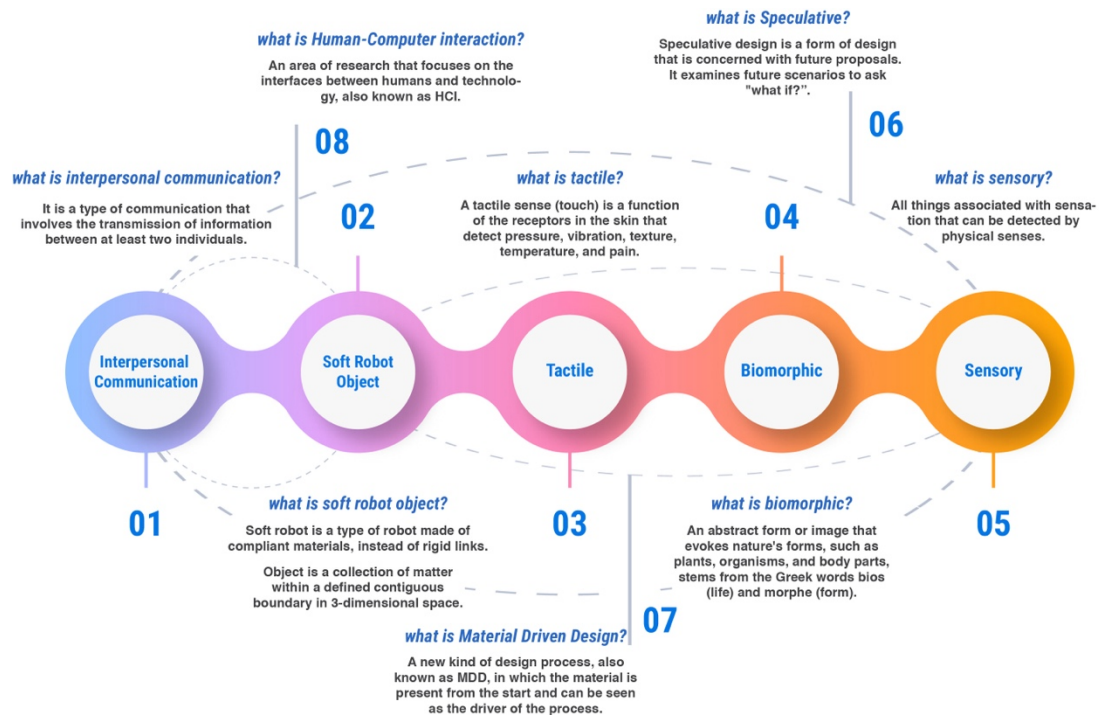 what is Speculative?
Speculative design is a form of design
that is concerned with future proposals.
It examines future scenarios to ask
"what if?”.
06
what is Human-Computer interaction?
An area of research that focuses on the
interfaces between humans and technolo-
gy, also known as HCI.
08
what is interpersonal communication?
It is a type of communication that
involves the transmission of information
between at least two individuals.
02
what is tactile?
A tactile sense (touch) is a function
of the receptors in the skin that
detect pressure, vibration, texture,
temperature, and pain.
04
what is sensory?
All things associated with sensa-
tion that can be detected by
physical senses.
Interpersonal
Communication
Soft Robot
Object
Tactile
Biomorphic
Sensory
01
what is soft robot object?
Soft robot is a type of robot made of
compliant materials, instead of rigid links.
Object is a collection of matter
within a defined contiguous
boundary in 3-dimensional space.
03
what is biomorphic?
An abstract form or image that
evokes nature's forms, such as
plants, organisms, and body parts,
stems from the Greek words bios
(life) and morphe (form).
05
07
what is Material Driven Design?
A new kind of design process, also
known as MDD, in which the material is
present from the start and can be seen
as the driver of the process.